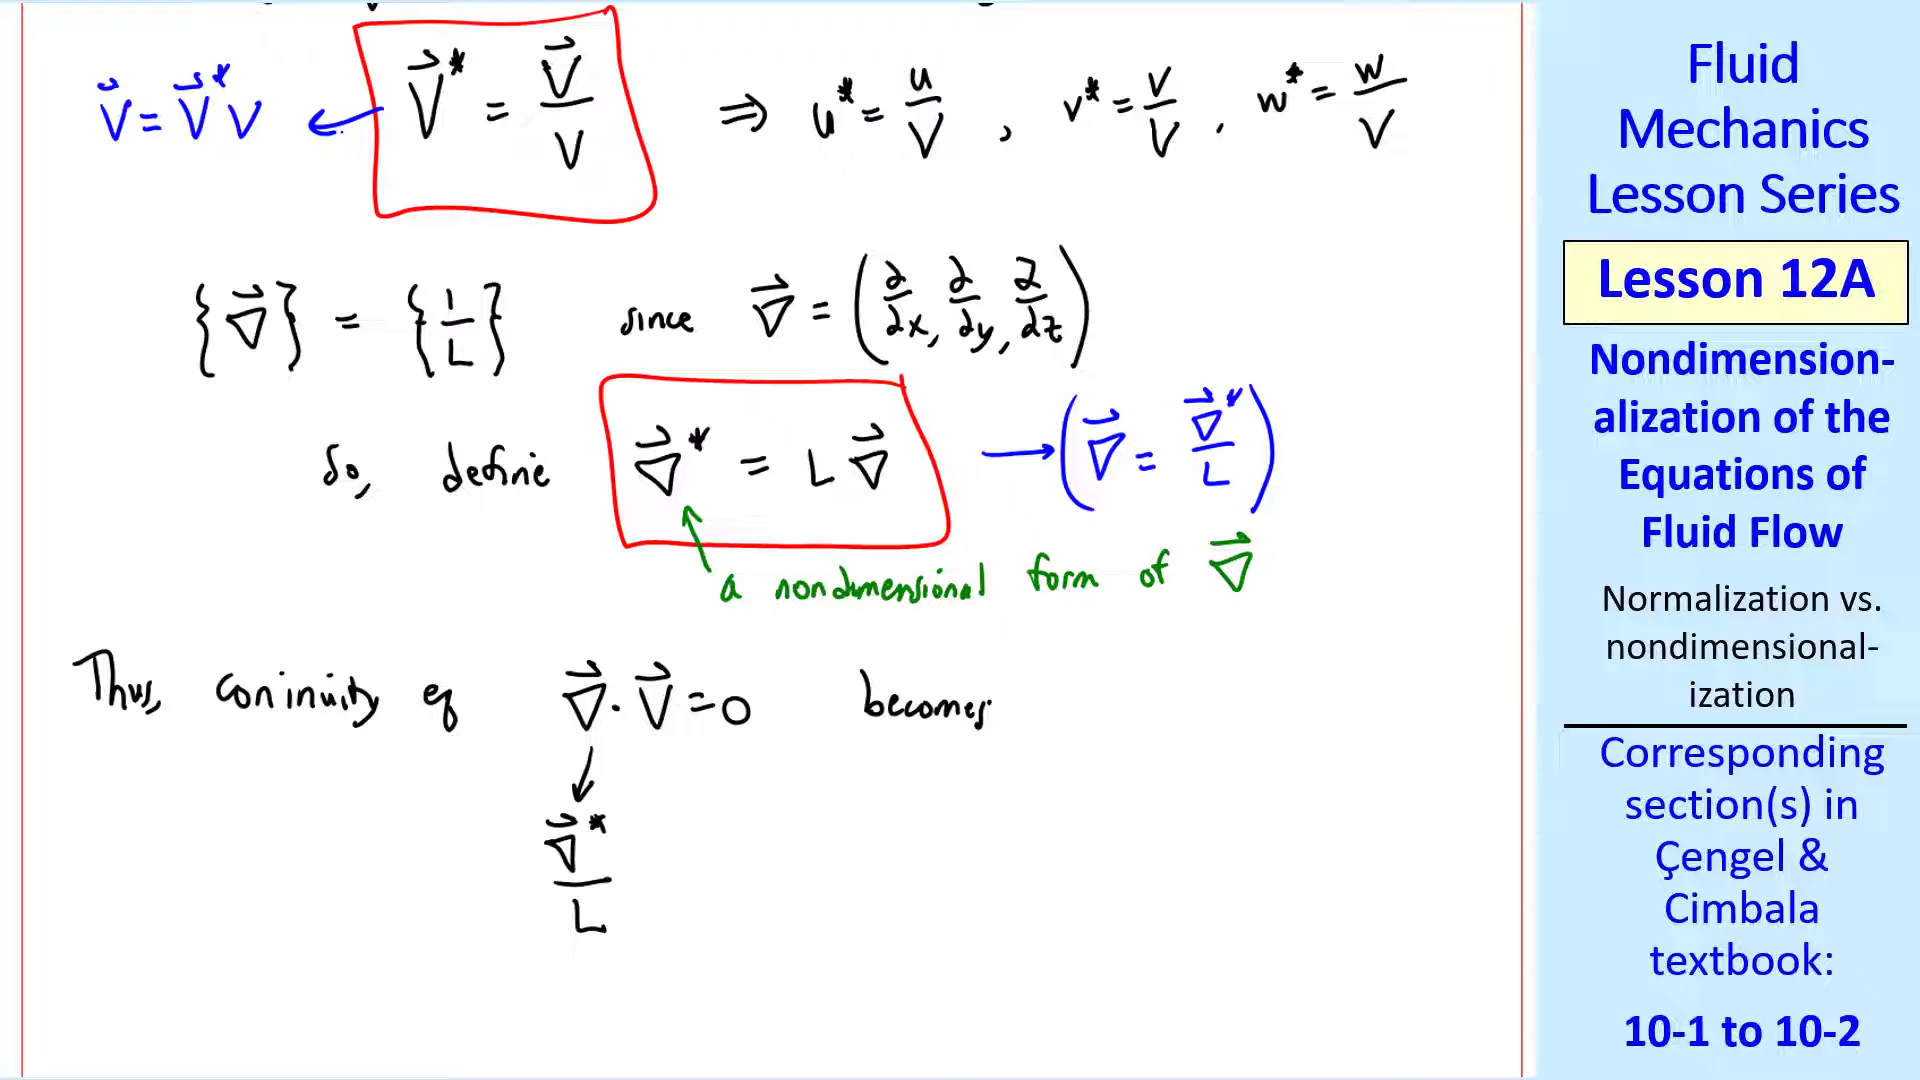 V⃗ = V⃗* V ← V⃗* = V⃗/V ⇒ u* = u/V , v* = v/V , w* = w/V
{∇⃗} = {1/L} since ∇⃗ = (∂/∂x, ∂/∂y, ∂/∂z)
So, define ∇⃗* = L ∇⃗ → (∇⃗ = ∇⃗*/L)
a nondimensional form of ∇⃗
Thus, coninuity eq ∇⃗ · V⃗ = 0 becomes
↓
∇⃗*/L
Fluid
Mechanics
Lesson Series
Lesson 12A
Nondimension-
alization of the
Equations of
Fluid Flow
Normalization vs.
nondimensional-
ization
Corresponding
section(s) in
Çengel &
Cimbala
textbook:
10-1 to 10-2